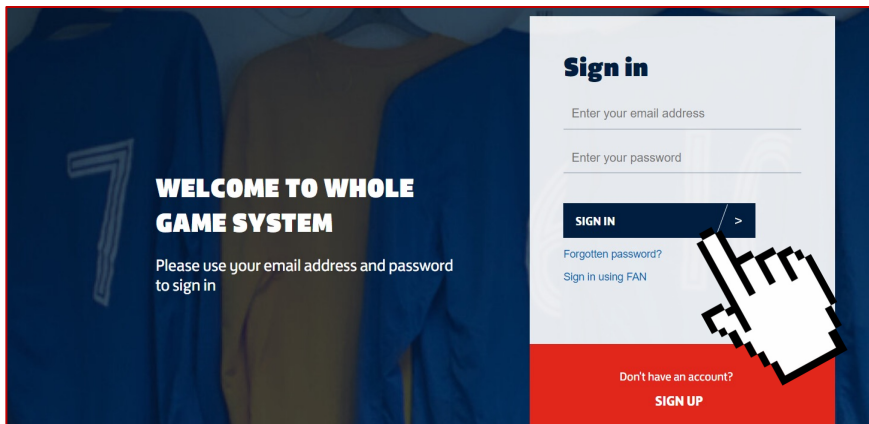 WELCOME TO WHOLE
GAME SYSTEM
Please use your email address and password
to sign in
7
Sign in
Enter your email address
Enter your password
SIGN IN >
Forgotten password?
Sign in using FAN
Don't have an account?
SIGN UP